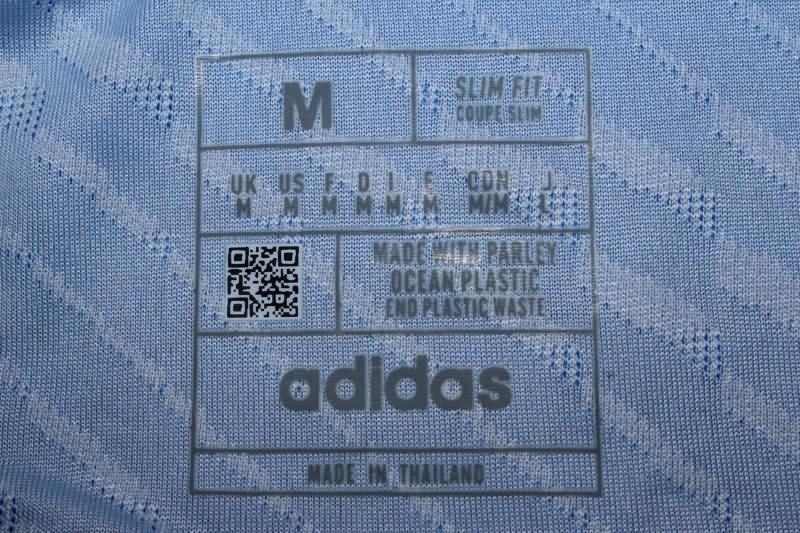 M
SLIM FIT
COUPE SLIM
UK US F D I E CDN J
M M M M M M M/M L
MADE WITH PARLEY
OCEAN PLASTIC
END PLASTIC WASTE
adidas
MADE IN THAILAND